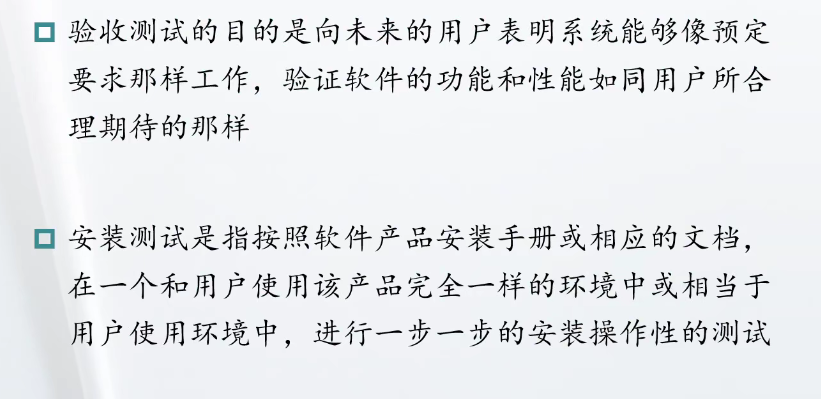 验收测试的目的是向未来的用户表明系统能够像预定
要求那样工作，验证软件的功能和性能如同用户所合
理期待的那样
安装测试是指按照软件产品安装手册或相应的文档，
在一个和用户使用该产品完全一样的环境中或相当于
用户使用环境中，进行一步一步的安装操作性的测试